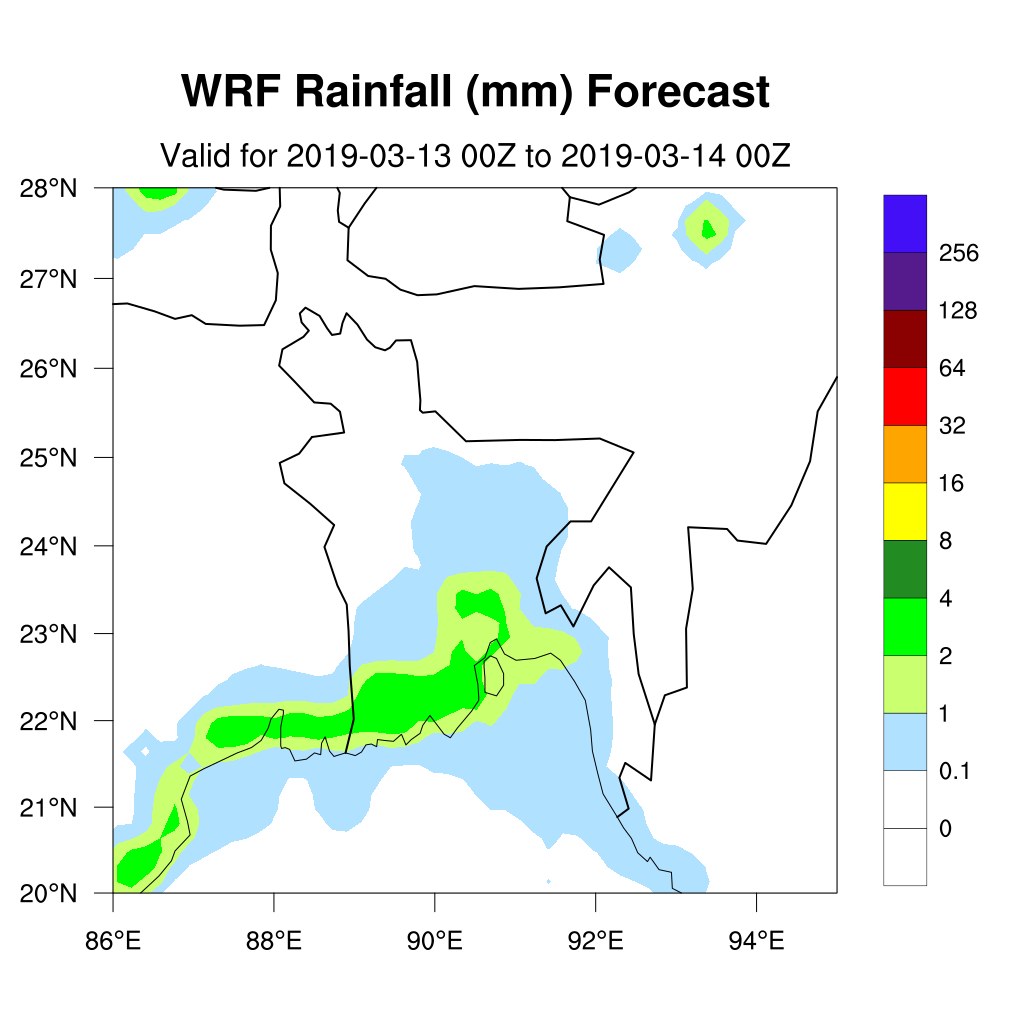 WRF Rainfall (mm) Forecast
Valid for 2019-03-13 00Z to 2019-03-14 00Z
28°N
27°N
26°N
25°N
24°N
23°N
22°N
21°N
20°N
86°E 88°E 90°E 92°E 94°E
256
128
64
32
16
8
4
2
1
0.1
0